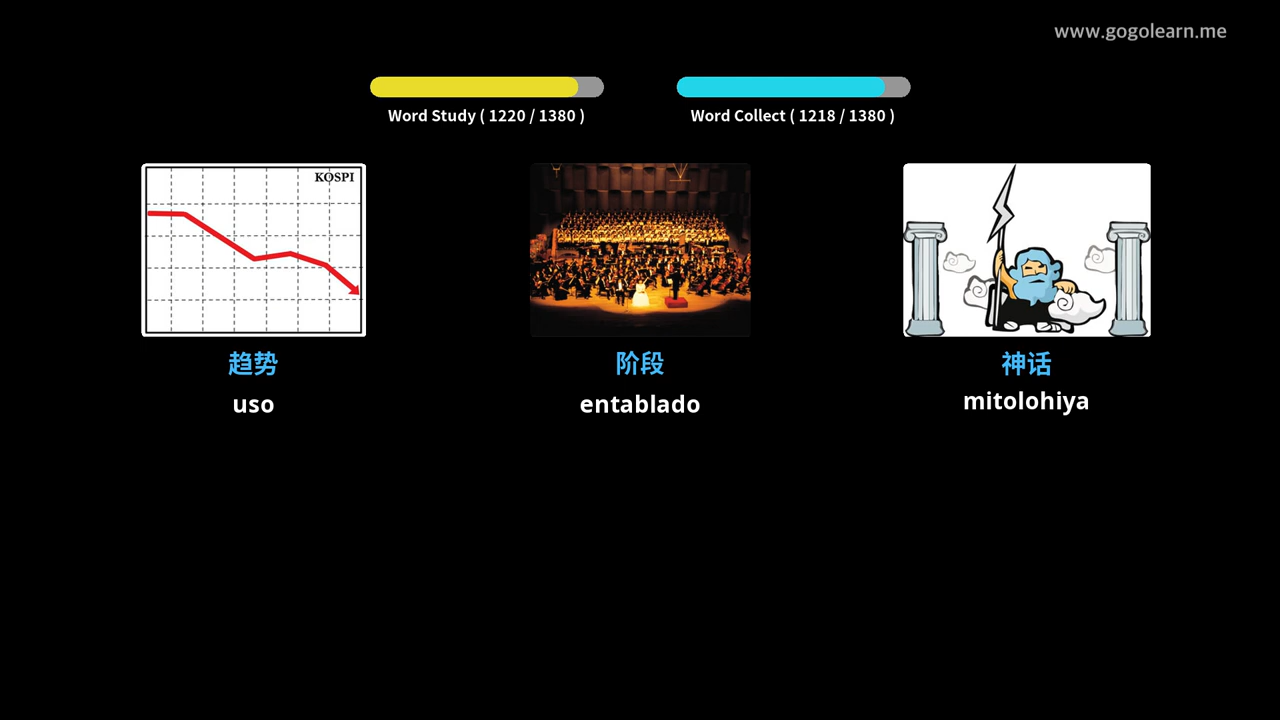 www.gogolearn.me
Word Study ( 1220 / 1380 )
Word Collect ( 1218 / 1380 )
KOSPI
趋势
阶段
神话
uso
entablado
mitolohiya